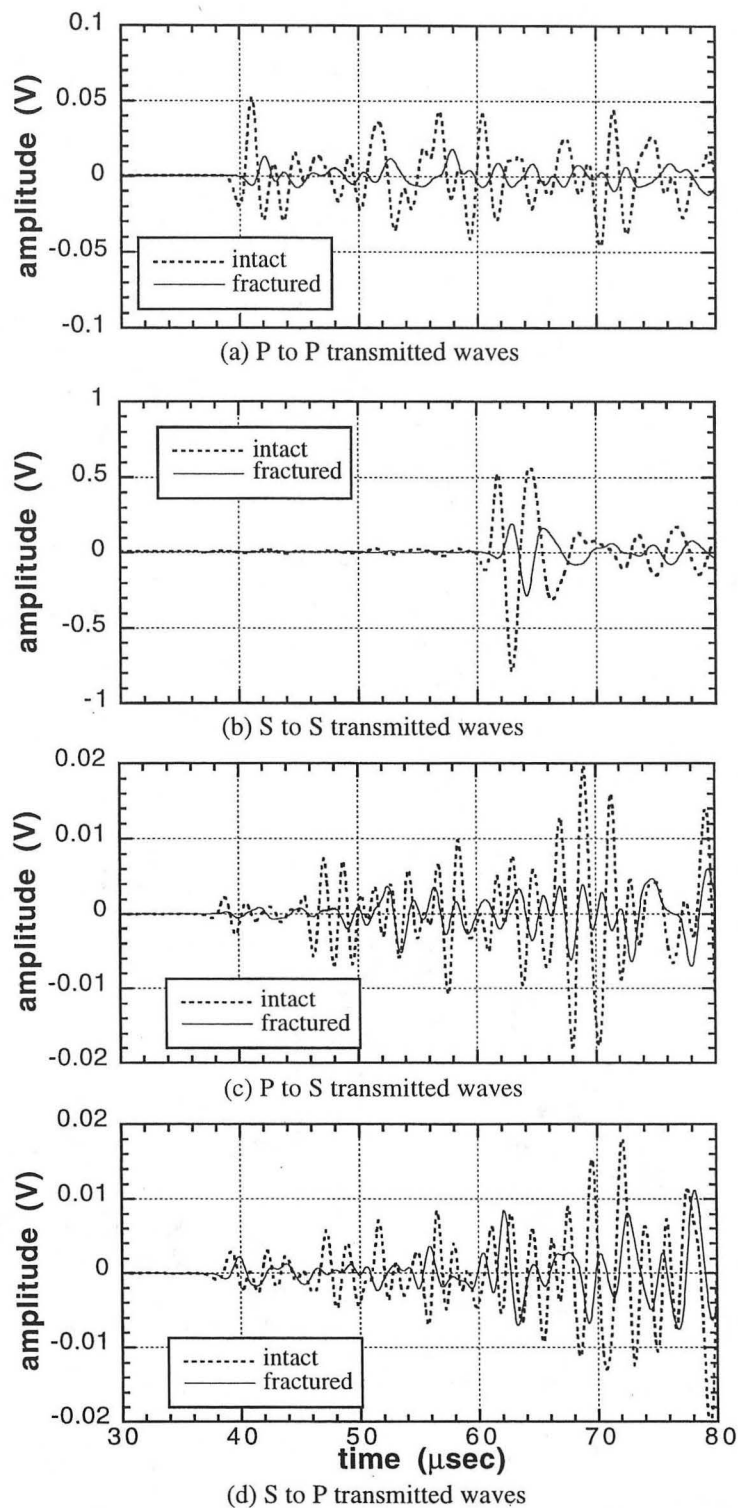 0.1
0.05
0
-0.05
-0.1
amplitude (V)
intact
fractured
(a) P to P transmitted waves
1
0.5
0
-0.5
-1
amplitude (V)
intact
fractured
(b) S to S transmitted waves
0.02
0.01
0
-0.01
-0.02
amplitude (V)
intact
fractured
(c) P to S transmitted waves
0.02
0.01
0
-0.01
-0.02
amplitude (V)
intact
fractured
30 40 50 60 70 80
time (μsec)
(d) S to P transmitted waves